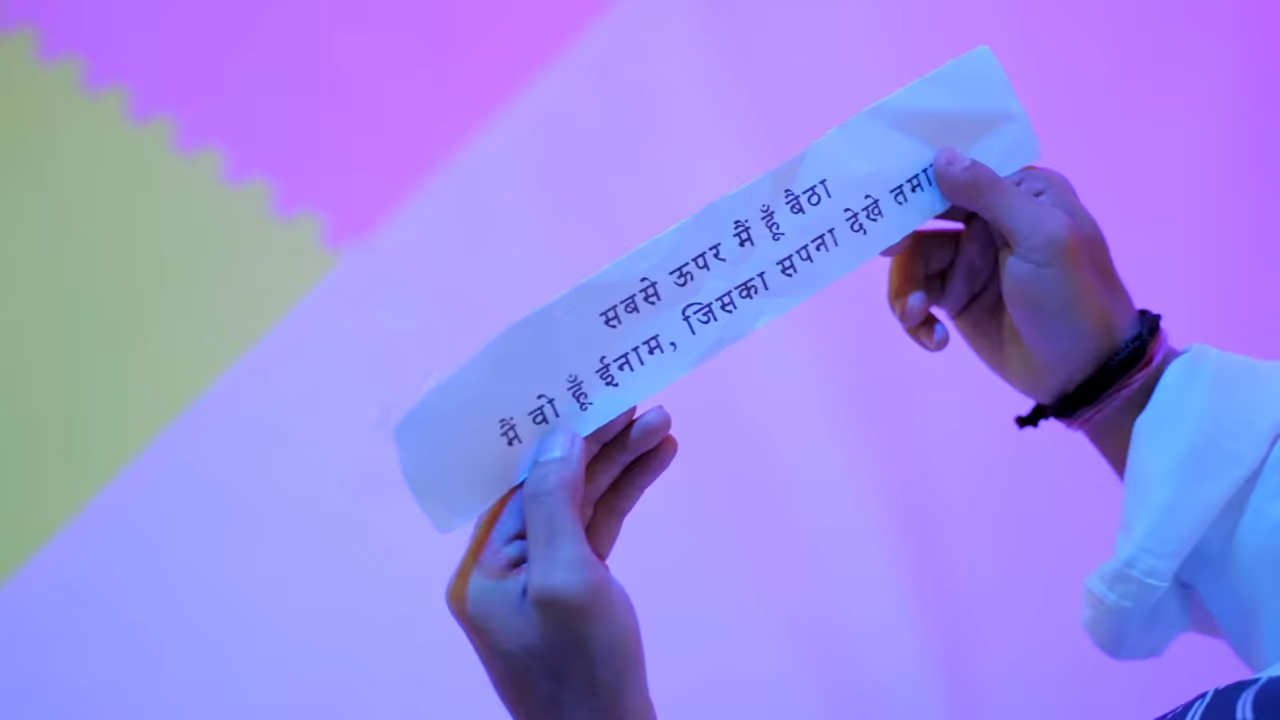 सबसे ऊपर मैं हूँ बैठा
मैं वो हूँ ईनाम, जिसका सपना देखे